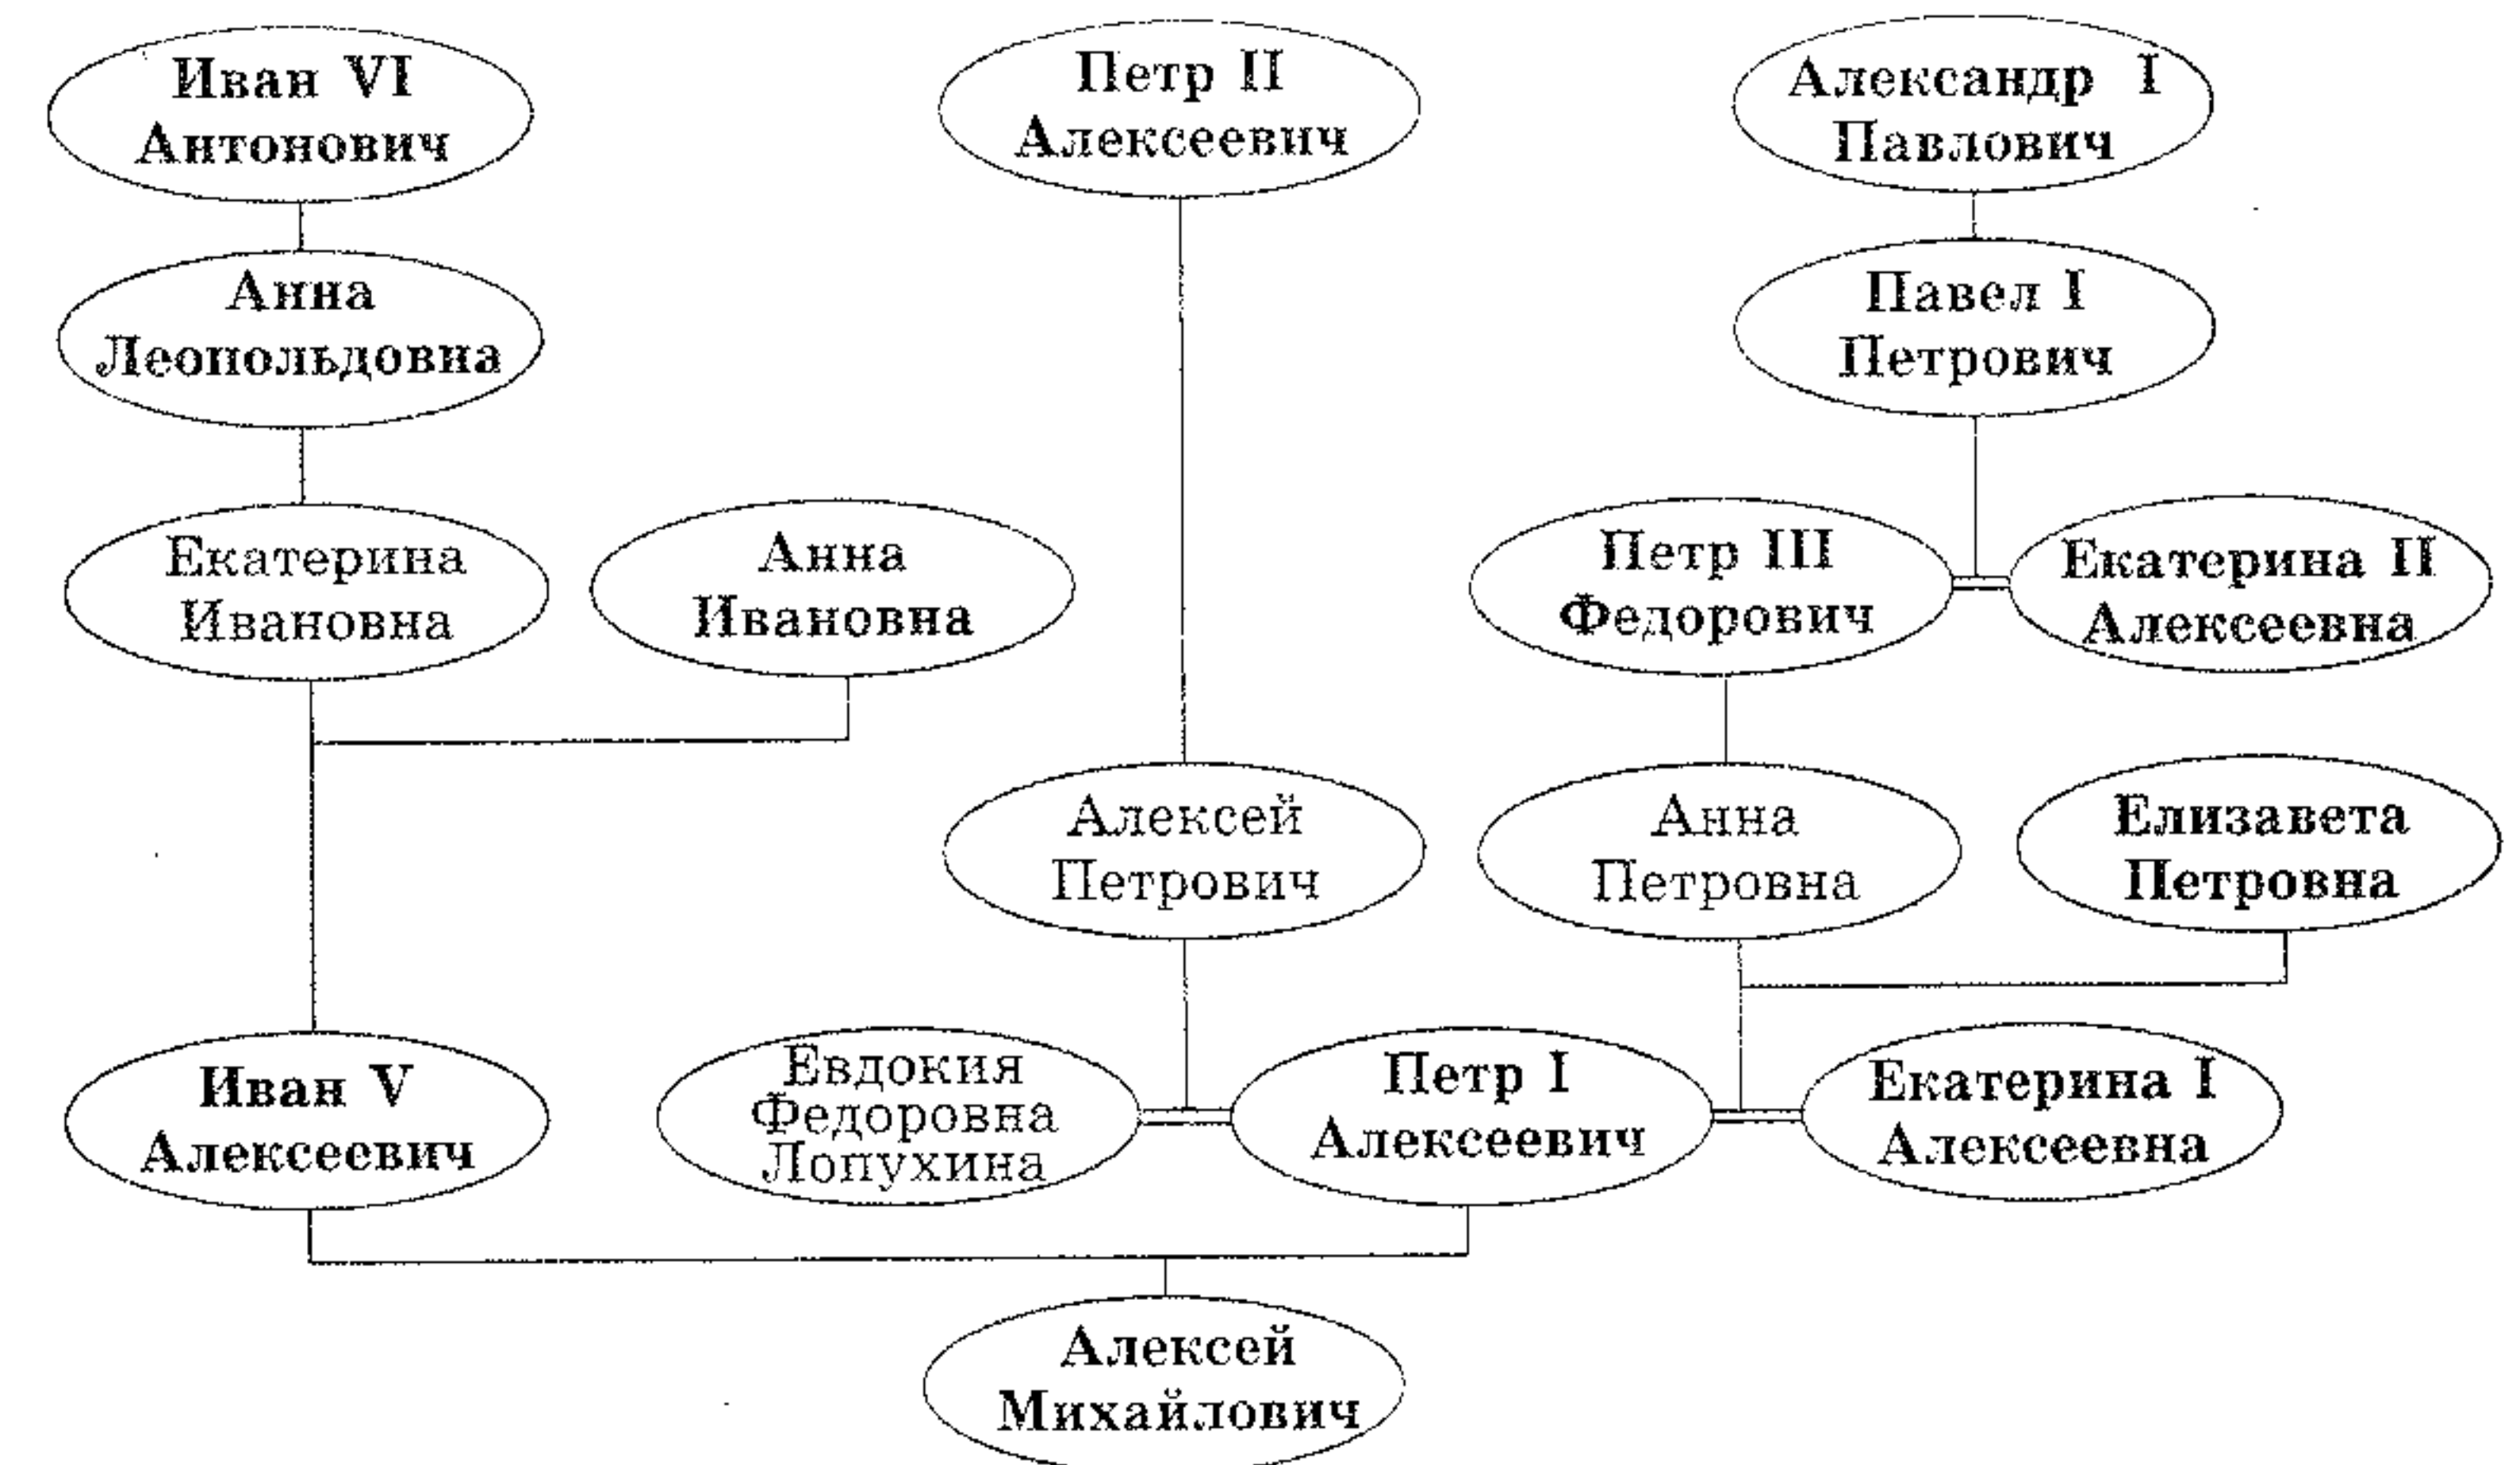 Иван VI
Антонович
Петр II
Алексеевич
Александр I
Павлович
Анна
Леопольдовна
Павел I
Петрович
Екатерина
Ивановна
Анна
Ивановна
Петр III
Федорович
Екатерина II
Алексеевна
Алексей
Петрович
Анна
Петровна
Елизавета
Петровна
Иван V
Алексеевич
Евдокия
Федоровна
Лопухина
Петр I
Алексеевич
Екатерина I
Алексеевна
Алексей
Михайлович